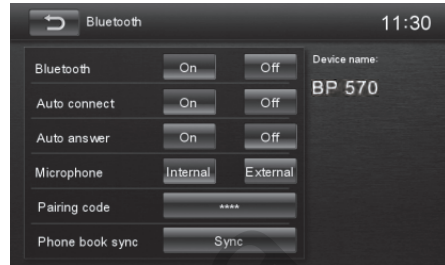 Bluetooth 11:30
Bluetooth On Off
Device name:
BP 570
Auto connect On Off
Auto answer On Off
Microphone Internal External
Pairing code ****
Phone book sync Sync